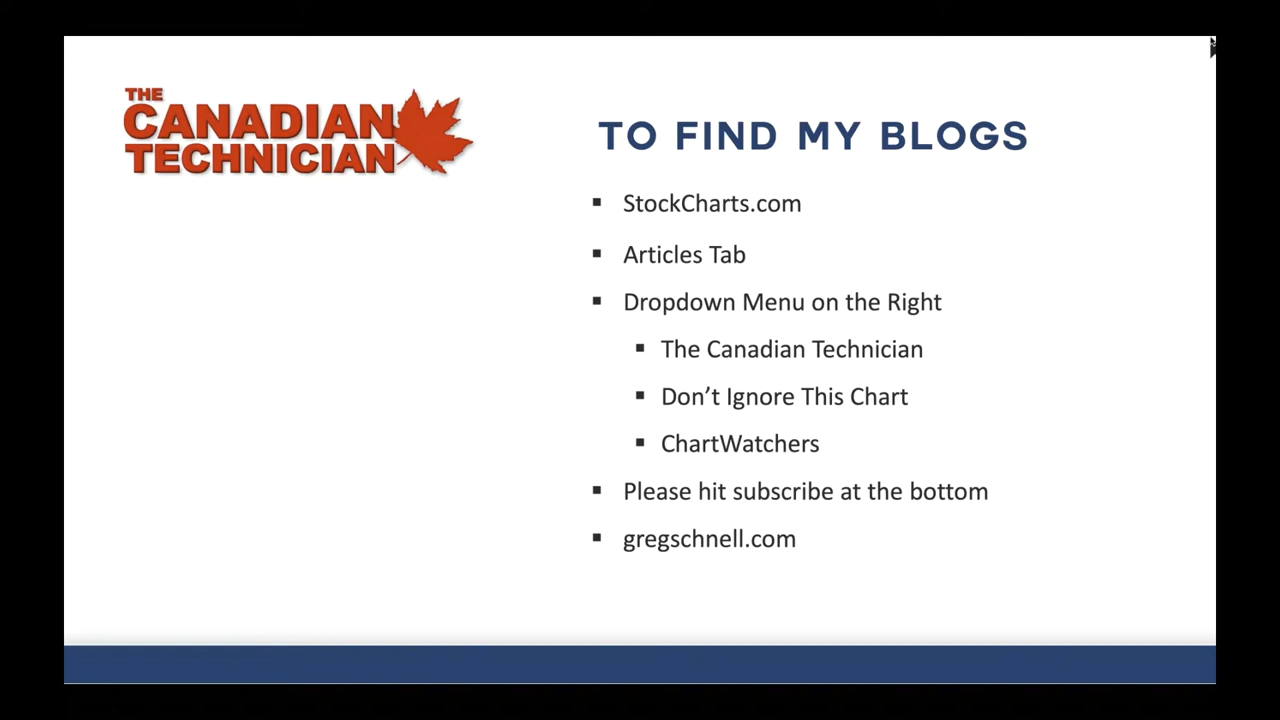 THE
CANADIAN
TECHNICIAN
TO FIND MY BLOGS
▪ StockCharts.com
▪ Articles Tab
▪ Dropdown Menu on the Right
▪ The Canadian Technician
▪ Don’t Ignore This Chart
▪ ChartWatchers
▪ Please hit subscribe at the bottom
▪ gregschnell.com